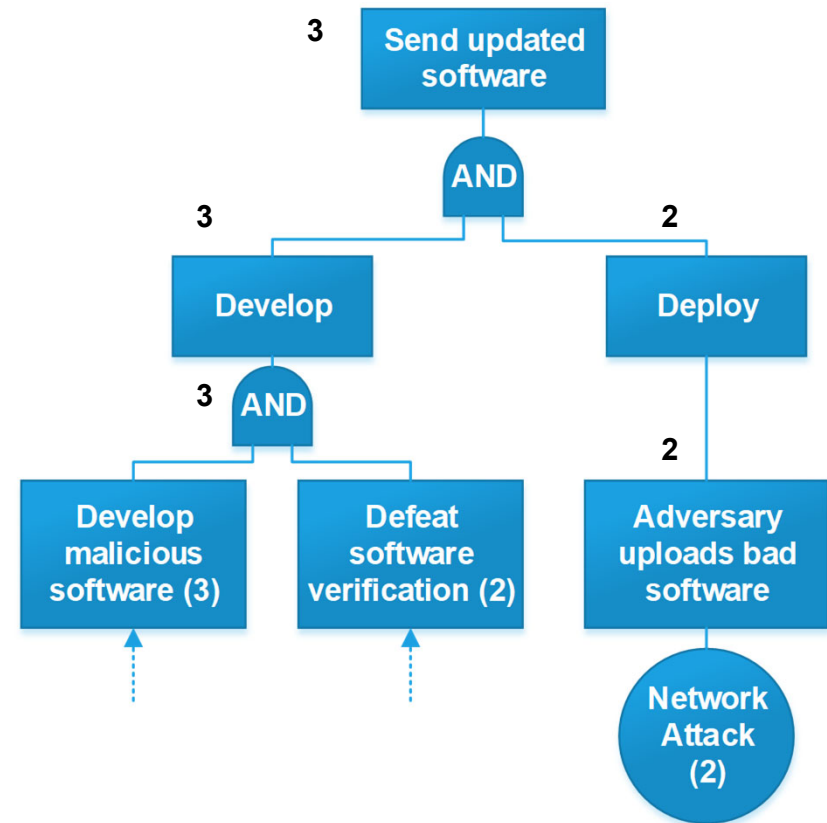 3
Send updated
software
AND
3
2
Develop
Deploy
3
AND
2
Develop
malicious
software (3)
Defeat
software
verification (2)
Adversary
uploads bad
software
Network
Attack
(2)